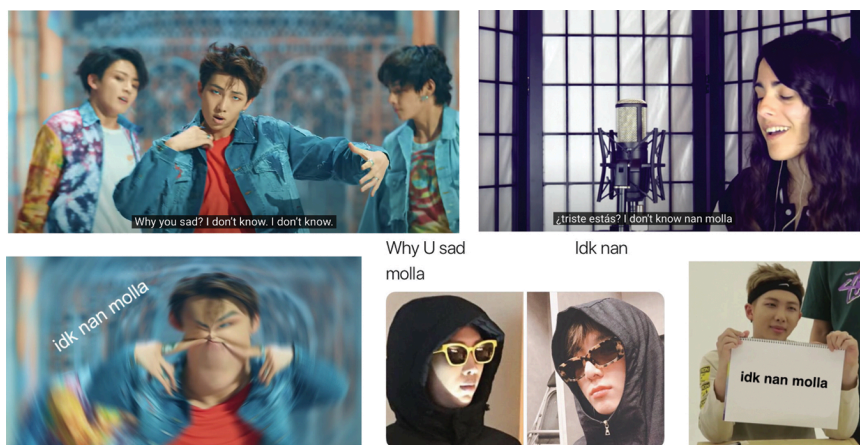 Why you sad? I don't know. I don't know.
¿triste estás? I don't know nan molla
Why U sad Idk nan
molla
idk nan molla
idk nan molla